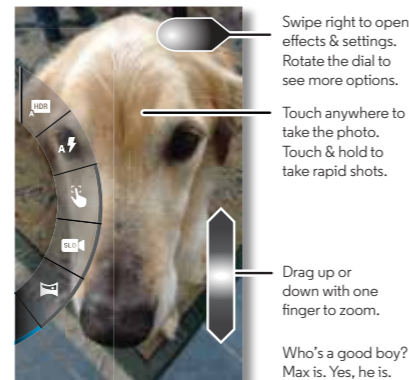 Swipe right to open
effects & settings.
Rotate the dial to
see more options.
HDR
A
A
Touch anywhere to
take the photo.
Touch & hold to
take rapid shots.
SLO
Drag up or
down with one
finger to zoom.
Who's a good boy?
Max is. Yes, he is.